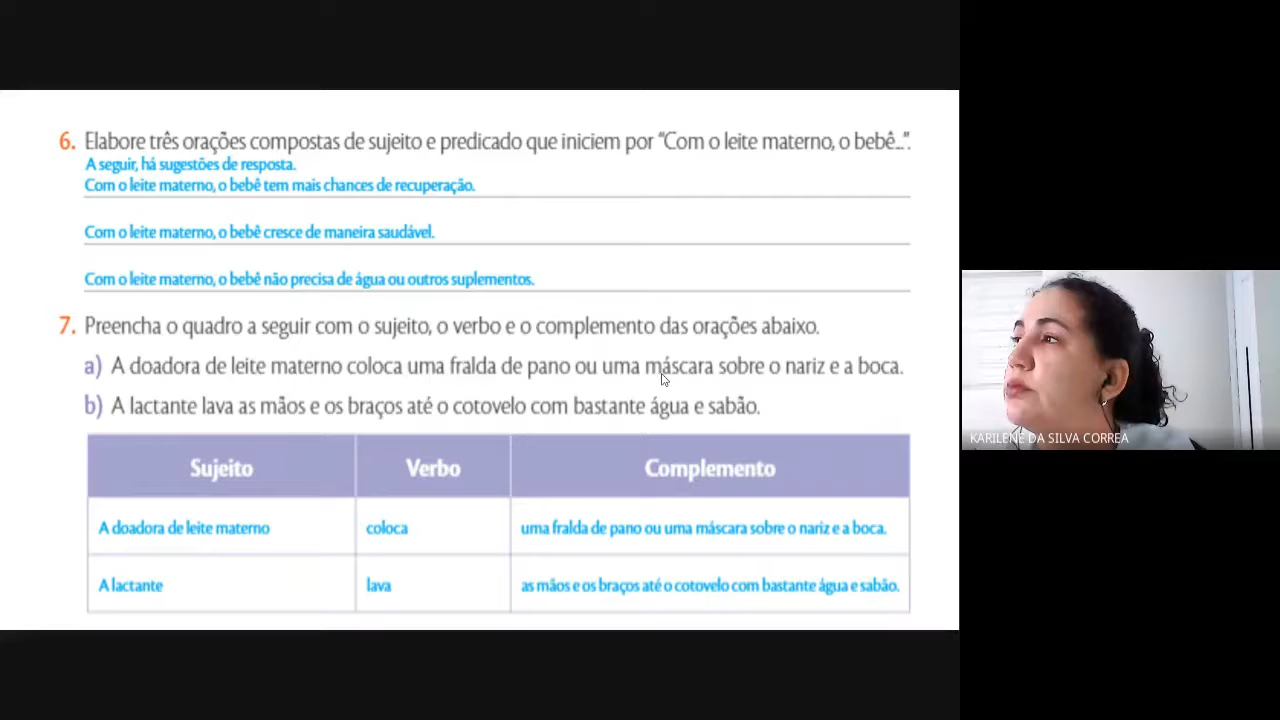 6. Elabore três orações compostas de sujeito e predicado que iniciem por “Com o leite materno, o bebê...”.
A seguir, há sugestões de resposta.
Com o leite materno, o bebê tem mais chances de recuperação.
Com o leite materno, o bebê cresce de maneira saudável.
Com o leite materno, o bebê não precisa de água ou outros suplementos.
7. Preencha o quadro a seguir com o sujeito, o verbo e o complemento das orações abaixo.
a) A doadora de leite materno coloca uma fralda de pano ou uma máscara sobre o nariz e a boca.
b) A lactante lava as mãos e os braços até o cotovelo com bastante água e sabão.
Sujeito Verbo Complemento
A doadora de leite materno coloca uma fralda de pano ou uma máscara sobre o nariz e a boca.
A lactante lava as mãos e os braços até o cotovelo com bastante água e sabão.
KARILENE DA SILVA CORREA